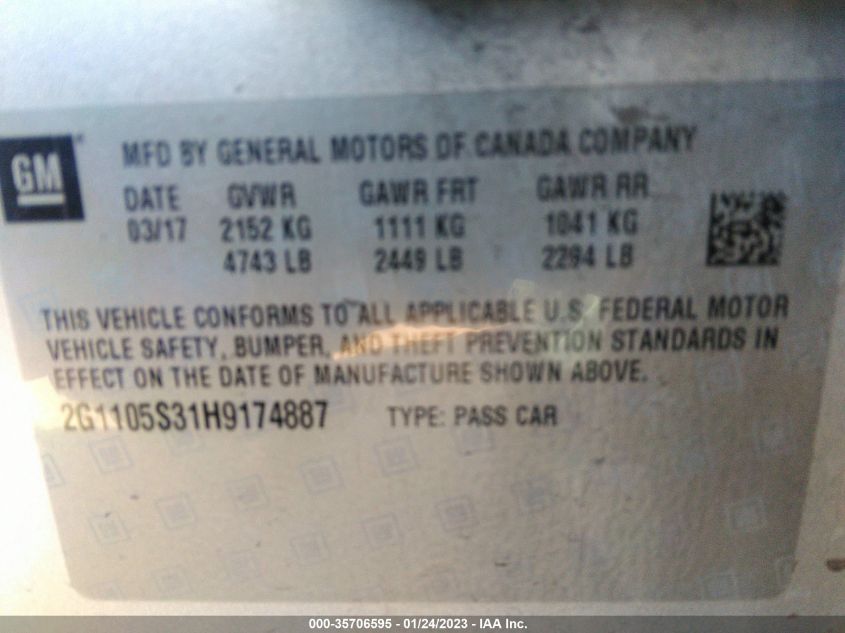 GM
MFD BY GENERAL MOTORS OF CANADA COMPANY
DATE GVWR GAWR FRT GAWR RR
03/17 2152 KG 1111 KG 1041 KG
4743 LB 2449 LB 2294 LB
THIS VEHICLE CONFORMS TO ALL APPLICABLE U.S. FEDERAL MOTOR
VEHICLE SAFETY, BUMPER, AND THEFT PREVENTION STANDARDS IN
EFFECT ON THE DATE OF MANUFACTURE SHOWN ABOVE.
2G1105S31H9174887 TYPE: PASS CAR
000-35706595 - 01/24/2023 - IAA Inc.